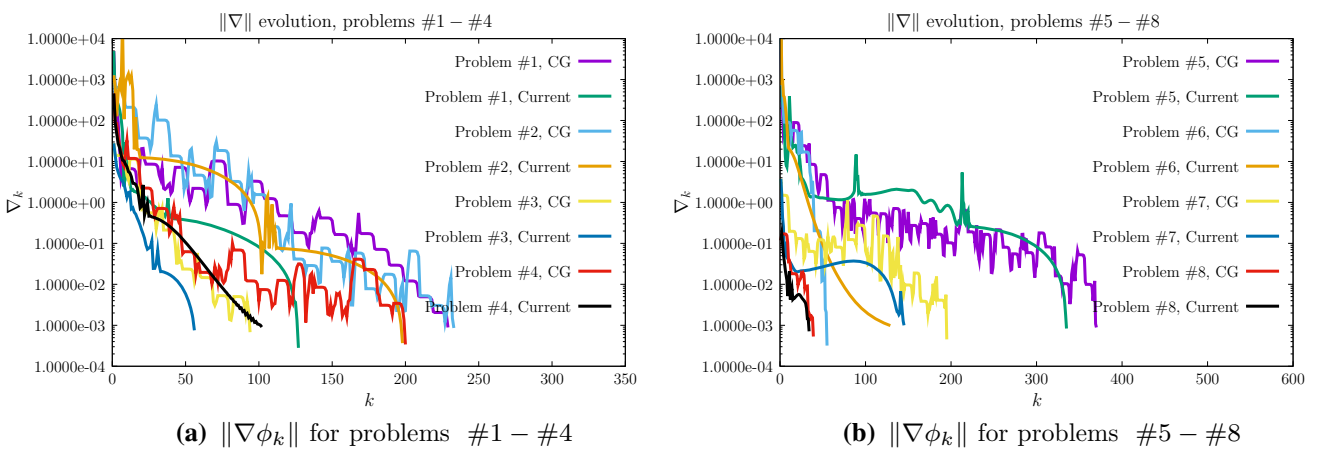 ‖∇‖ evolution, problems #1 − #4
1.0000e+04
1.0000e+03
1.0000e+02
1.0000e+01
1.0000e+00
1.0000e-01
1.0000e-02
1.0000e-03
1.0000e-04
∇k
Problem #1, CG
Problem #1, Current
Problem #2, CG
Problem #2, Current
Problem #3, CG
Problem #3, Current
Problem #4, CG
Problem #4, Current
0 50 100 150 200 250 300 350
k
(a) ‖∇ϕk‖ for problems #1 − #4
‖∇‖ evolution, problems #5 − #8
1.0000e+04
1.0000e+03
1.0000e+02
1.0000e+01
1.0000e+00
1.0000e-01
1.0000e-02
1.0000e-03
1.0000e-04
∇k
Problem #5, CG
Problem #5, Current
Problem #6, CG
Problem #6, Current
Problem #7, CG
Problem #7, Current
Problem #8, CG
Problem #8, Current
0 100 200 300 400 500 600
k
(b) ‖∇ϕk‖ for problems #5 − #8